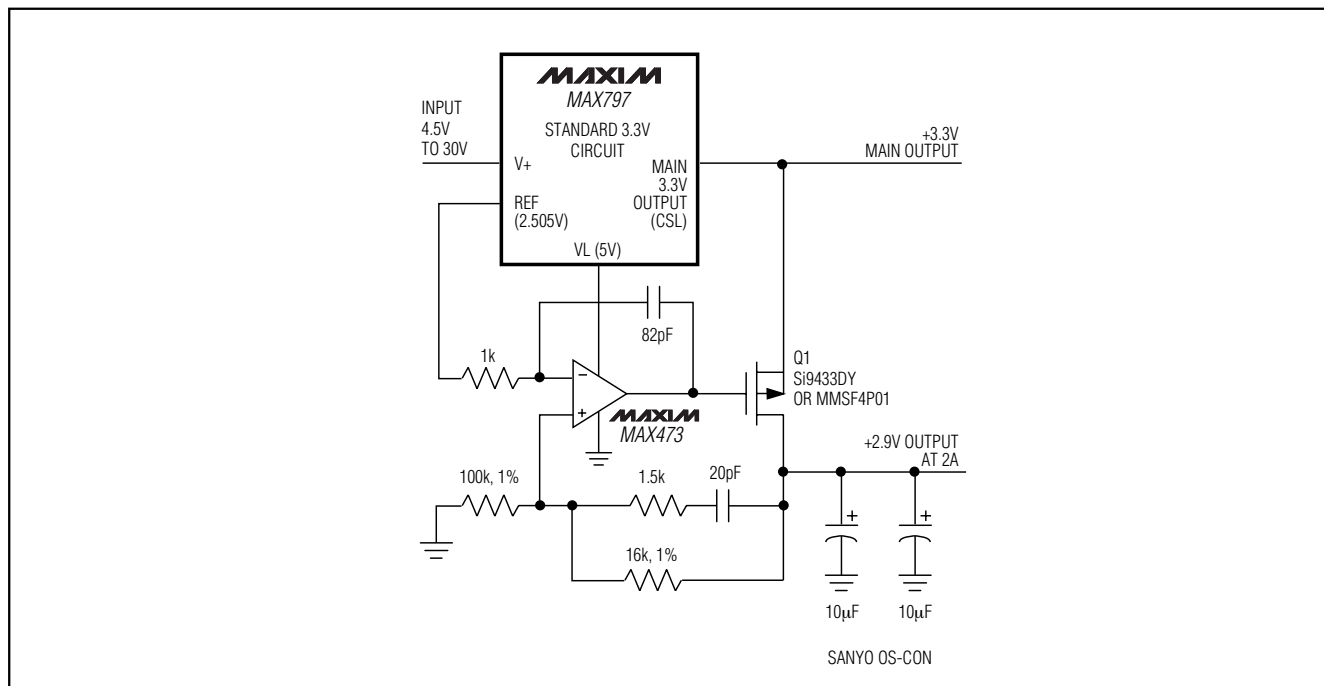 MAXIM
MAX797
STANDARD 3.3V
CIRCUIT
INPUT
4.5V
TO 30V
V+
REF
(2.505V)
MAIN
3.3V
OUTPUT
(CSL)
VL (5V)
+3.3V
MAIN OUTPUT
82pF
1k
−
+
MAXIM
MAX473
Q1
Si9433DY
OR MMSF4P01
+2.9V OUTPUT
AT 2A
100k, 1%
1.5k
20pF
16k, 1%
+
+
10µF
10µF
SANYO OS-CON